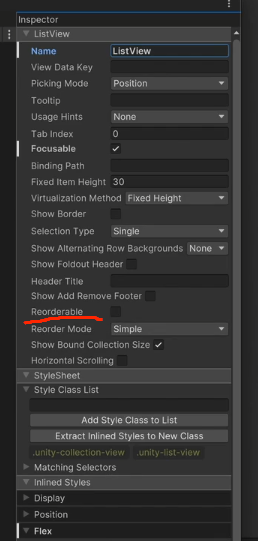 Inspector
ListView
Name ListView
View Data Key
Picking Mode Position
Tooltip
Usage Hints None
Tab Index 0
Focusable
Binding Path
Fixed Item Height 30
Virtualization Method Fixed Height
Show Border
Selection Type Single
Show Alternating Row Backgrounds None
Show Foldout Header
Header Title
Show Add Remove Footer
Reorderable
Reorder Mode Simple
Show Bound Collection Size
Horizontal Scrolling
StyleSheet
Style Class List
Add Style Class to List
Extract Inlined Styles to New Class
.unity-collection-view .unity-list-view
Matching Selectors
Inlined Styles
Display
Position
Flex